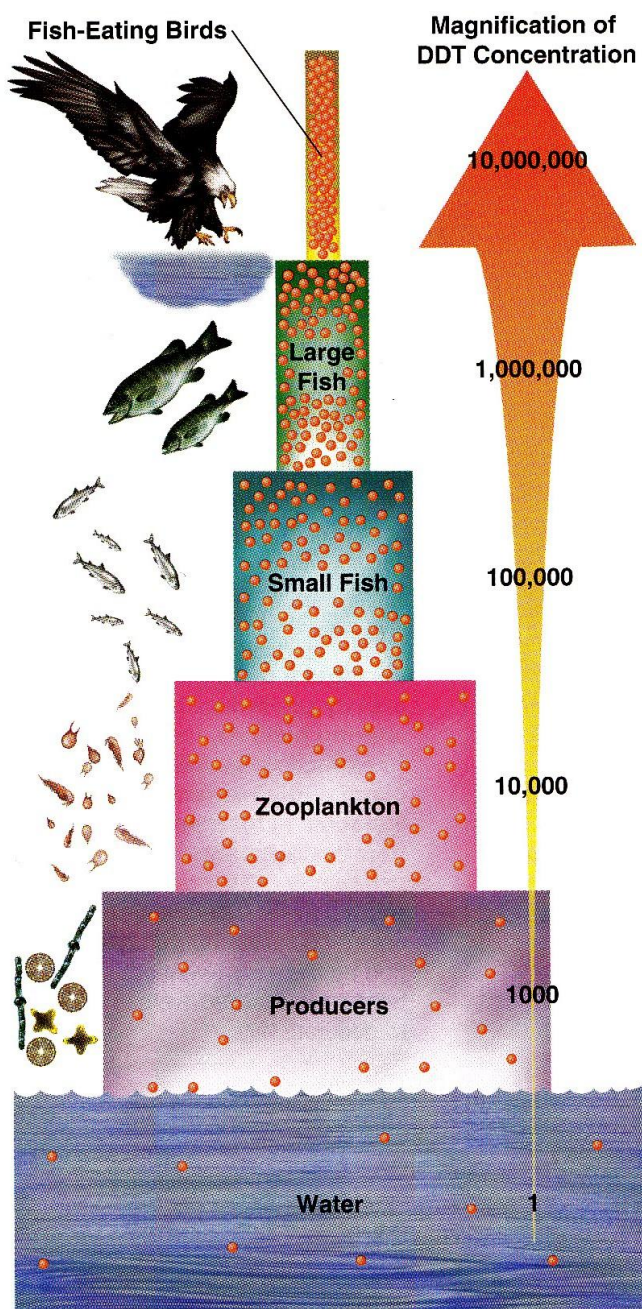 Fish-Eating Birds
Magnification of
DDT Concentration
10,000,000
Large
Fish
1,000,000
Small Fish
100,000
Zooplankton
10,000
Producers
1000
Water
1